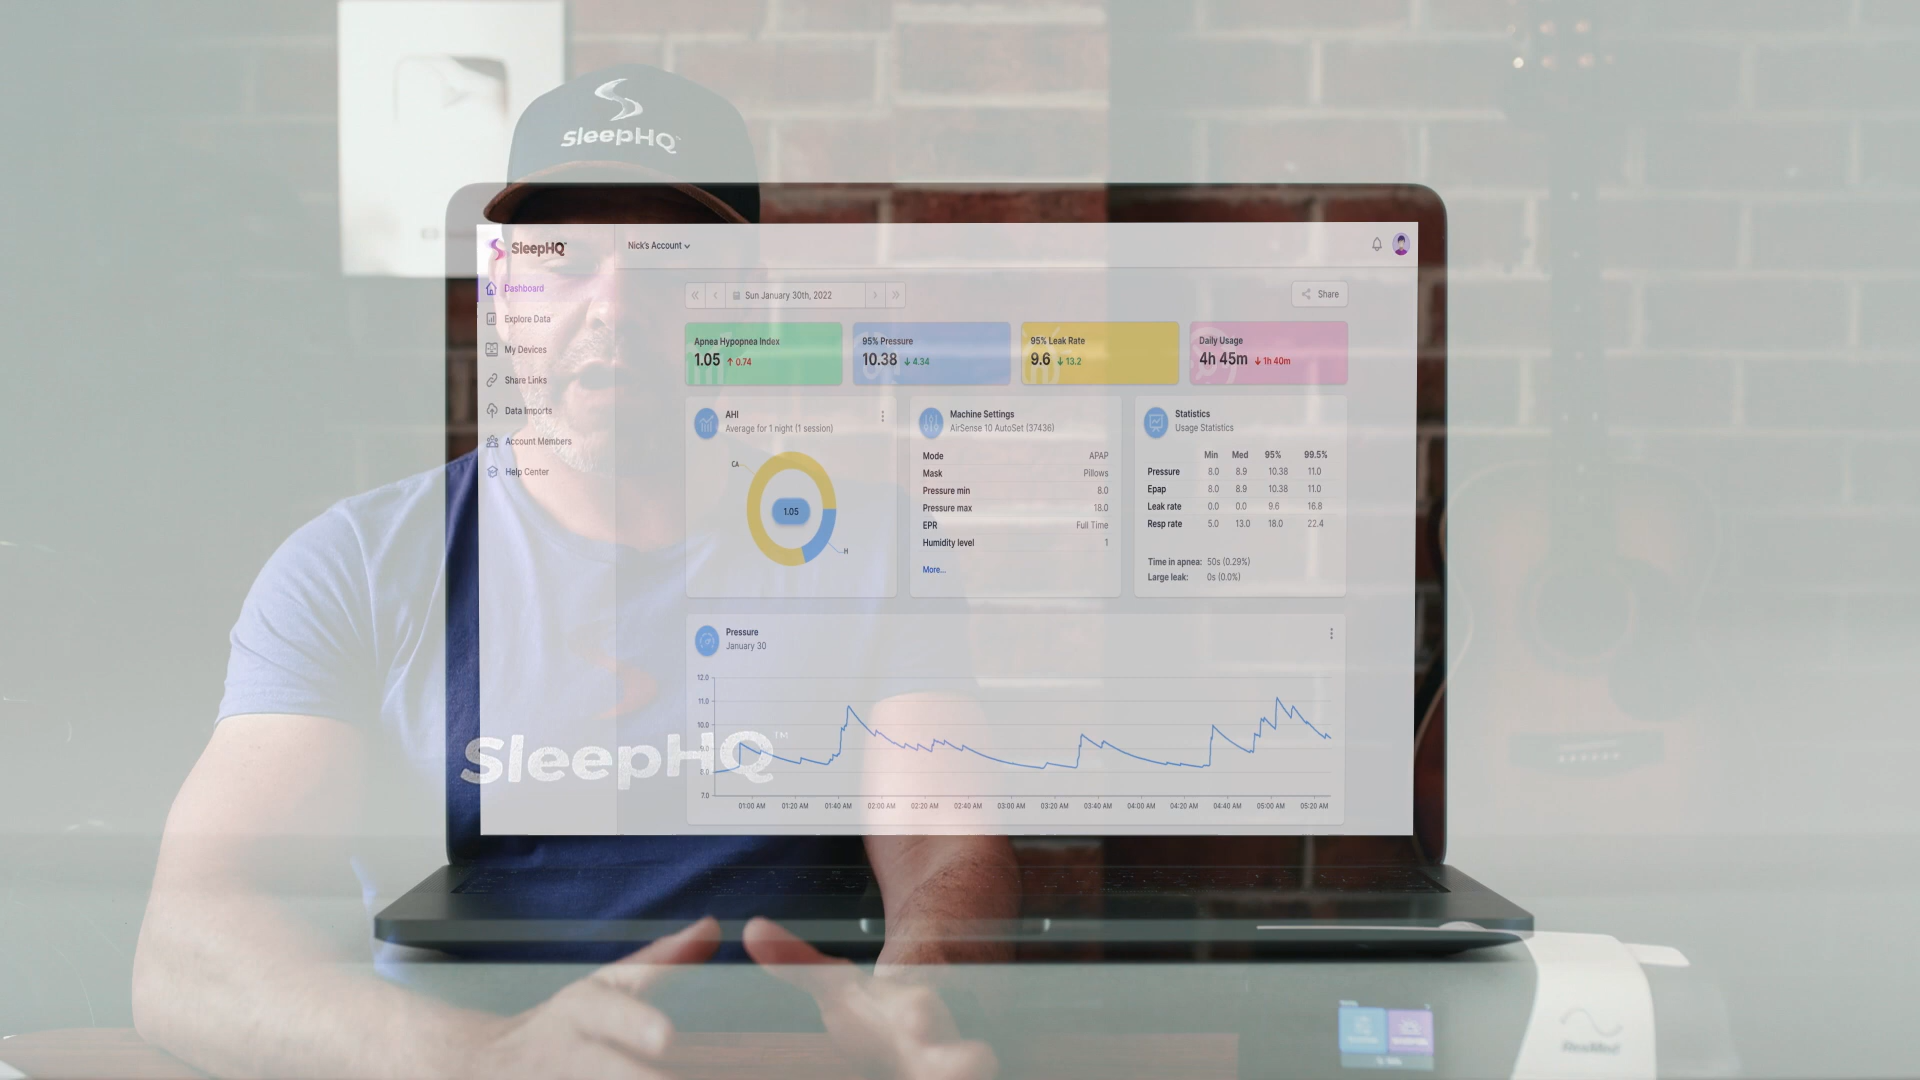 SleepHQ™
SleepHQ™
Nick's Account
Dashboard
Explore Data
My Devices
Share Links
Data Imports
Account Members
Help Center
Sun January 30th, 2022
Share
Apnea Hypopnea Index
1.05 ↑ 0.74
95% Pressure
10.38 ↓ 4.34
95% Leak Rate
9.6 ↓ 13.2
Daily Usage
4h 45m ↓ 1h 40m
AHI
Average for 1 night (1 session)
CA
1.05
H
Machine Settings
AirSense 10 AutoSet (37436)
Mode APAP
Mask Pillows
Pressure min 8.0
Pressure max 18.0
EPR Full Time
Humidity level 1
More...
Statistics
Usage Statistics
Min Med 95% 99.5%
Pressure 8.0 8.9 10.38 11.0
Epap 8.0 8.9 10.38 11.0
Leak rate 0.0 0.0 9.6 16.8
Resp rate 5.0 13.0 18.0 22.4
Time in apnea: 50s (0.29%)
Large leak: 0s (0.0%)
Pressure
January 30
12.0
11.0
10.0
9.0
8.0
7.0
01:00 AM 01:20 AM 01:40 AM 02:00 AM 02:20 AM 02:40 AM 03:00 AM 03:20 AM 03:40 AM 04:00 AM 04:20 AM 04:40 AM 05:00 AM 05:20 AM
SleepHQ™
ResMed